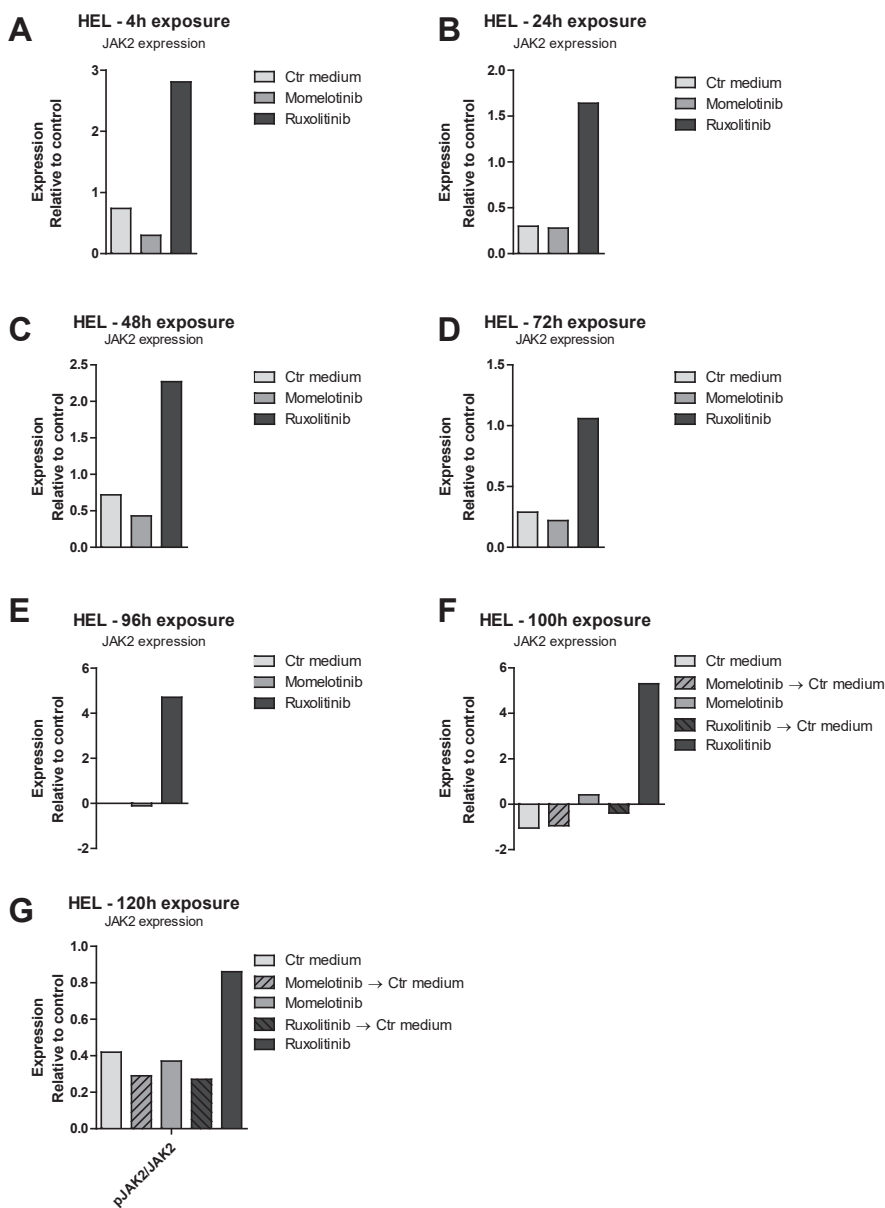 A
HEL - 4h exposure
JAK2 expression
Expression
Relative to control
3
2
1
0
Ctr medium
Momelotinib
Ruxolitinib
B
HEL - 24h exposure
JAK2 expression
Expression
Relative to control
2.0
1.5
1.0
0.5
0.0
Ctr medium
Momelotinib
Ruxolitinib
C
HEL - 48h exposure
JAK2 expression
Expression
Relative to control
2.5
2.0
1.5
1.0
0.5
0.0
Ctr medium
Momelotinib
Ruxolitinib
D
HEL - 72h exposure
JAK2 expression
Expression
Relative to control
1.5
1.0
0.5
0.0
Ctr medium
Momelotinib
Ruxolitinib
E
HEL - 96h exposure
JAK2 expression
Expression
Relative to control
6
4
2
0
-2
Ctr medium
Momelotinib
Ruxolitinib
F
HEL - 100h exposure
JAK2 expression
Expression
Relative to control
6
4
2
0
-2
Ctr medium
Momelotinib → Ctr medium
Momelotinib
Ruxolitinib → Ctr medium
Ruxolitinib
G
HEL - 120h exposure
JAK2 expression
Expression
Relative to control
1.0
0.8
0.6
0.4
0.2
0.0
Ctr medium
Momelotinib → Ctr medium
Momelotinib
Ruxolitinib → Ctr medium
Ruxolitinib
pJAK2/JAK2